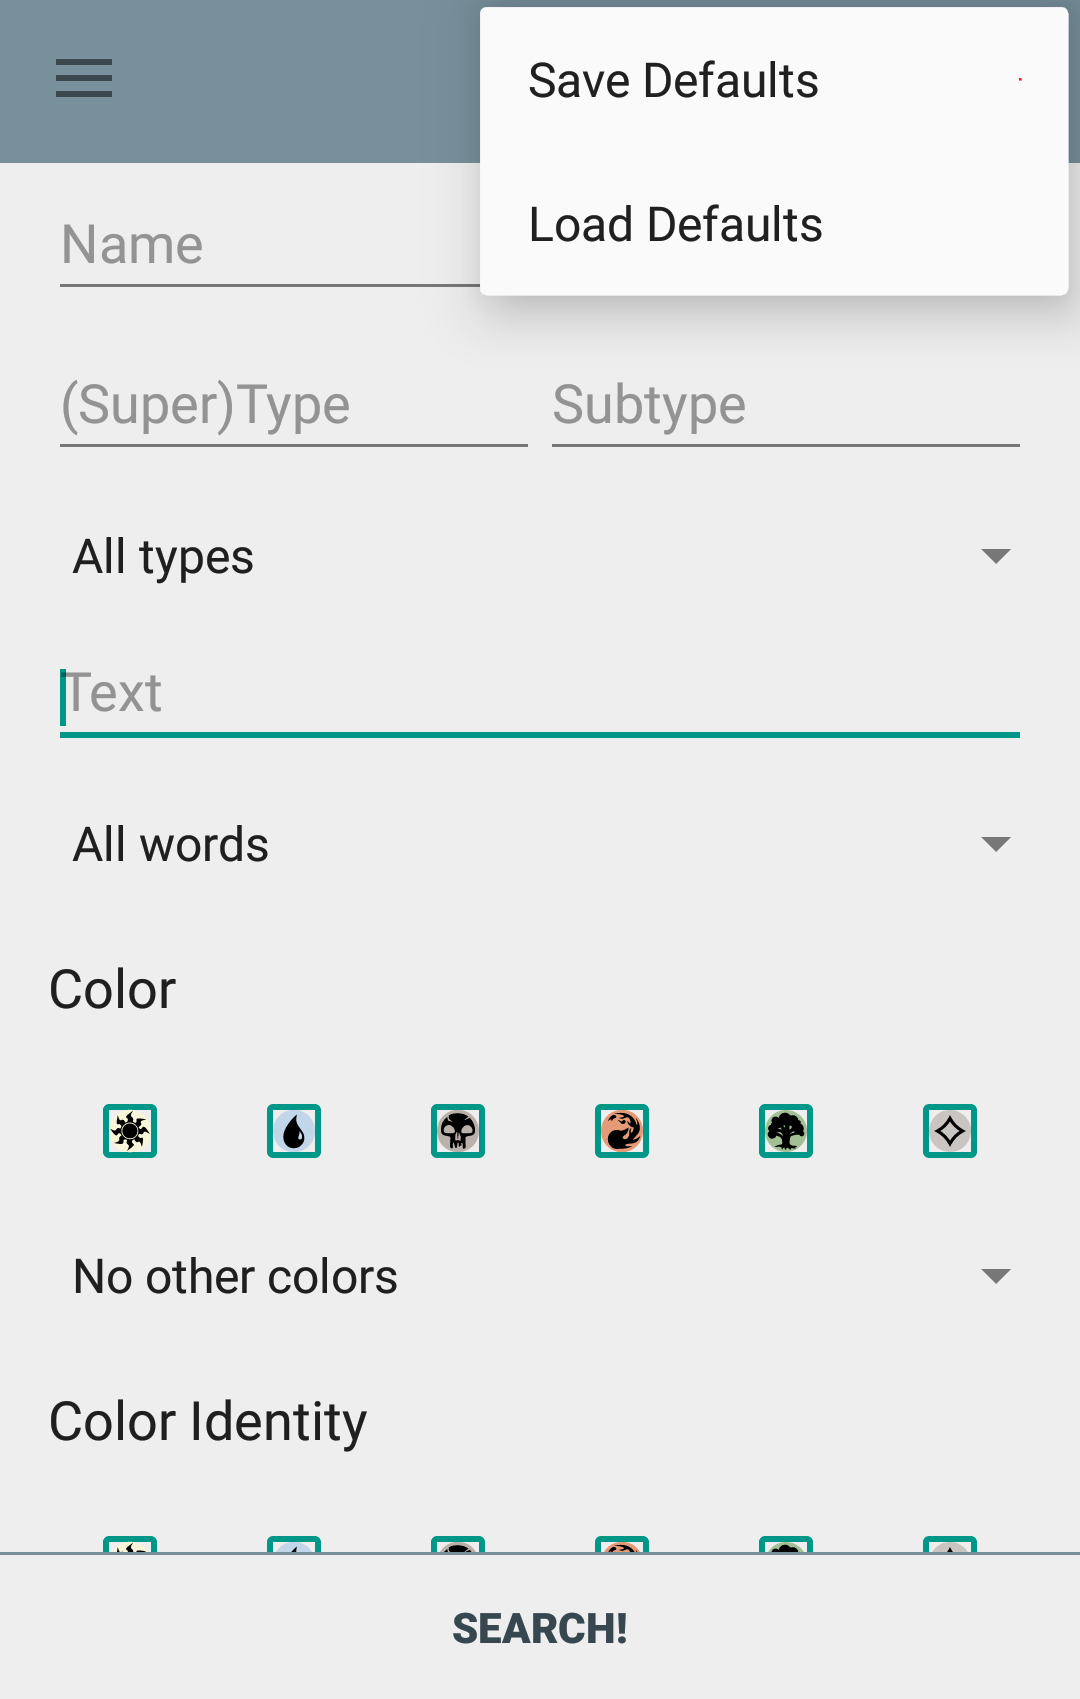 Save Defaults
Load Defaults
Name
(Super)Type
Subtype
All types
Text
All words
Color
No other colors
Color Identity
SEARCH!